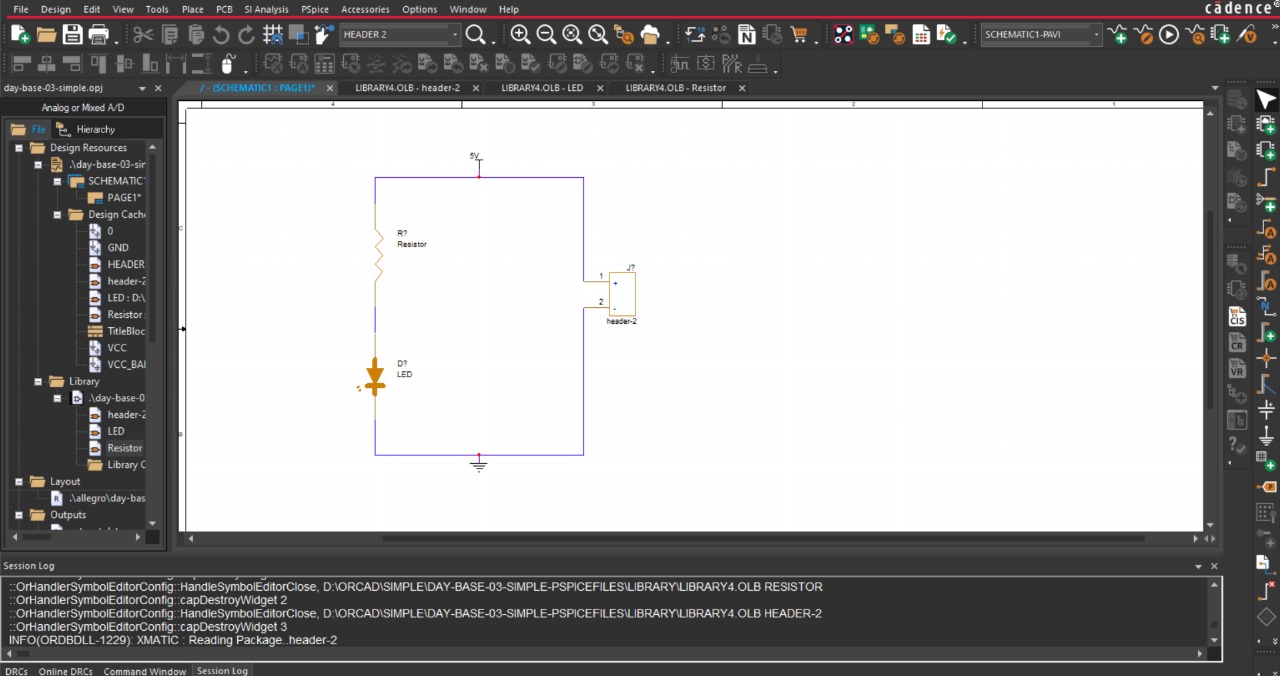 File Design Edit View Tools Place PCB SI Analysis PSpice Accessories Options Window Help
cādence®
HEADER 2
SCHEMATIC1-PAVI
day-base-03-simple.opj
/ - (SCHEMATIC1 : PAGE1)*
LIBRARY4.OLB - header-2
LIBRARY4.OLB - LED
LIBRARY4.OLB - Resistor
Analog or Mixed A/D
File
Hierarchy
Design Resources
.\day-base-03-sim
SCHEMATIC
PAGE1*
Design Cach
0
GND
HEADER
header-2
LED : D:\
Resistor
TitleBloc
VCC
VCC_BA
Library
.\day-base-0
header-2
LED
Resistor
Library C
Layout
.\allegro\day-bas
Outputs
4 3 2 1
C
B
5V
R?
Resistor
J?
1 +
2 -
header-2
D?
LED
CIS
CR
VR
Session Log
::OrHandlerSymbolEditorConfig::HandleSymbolEditorClose, D:\ORCAD\SIMPLE\DAY-BASE-03-SIMPLE-PSPICEFILES\LIBRARY\LIBRARY4.OLB RESISTOR
::OrHandlerSymbolEditorConfig::capDestroyWidget 2
::OrHandlerSymbolEditorConfig::HandleSymbolEditorClose, D:\ORCAD\SIMPLE\DAY-BASE-03-SIMPLE-PSPICEFILES\LIBRARY\LIBRARY4.OLB HEADER-2
::OrHandlerSymbolEditorConfig::capDestroyWidget 3
INFO(ORDBDLL-1229): XMATIC : Reading Package..header-2
DRCs Online DRCs Command Window Session Log